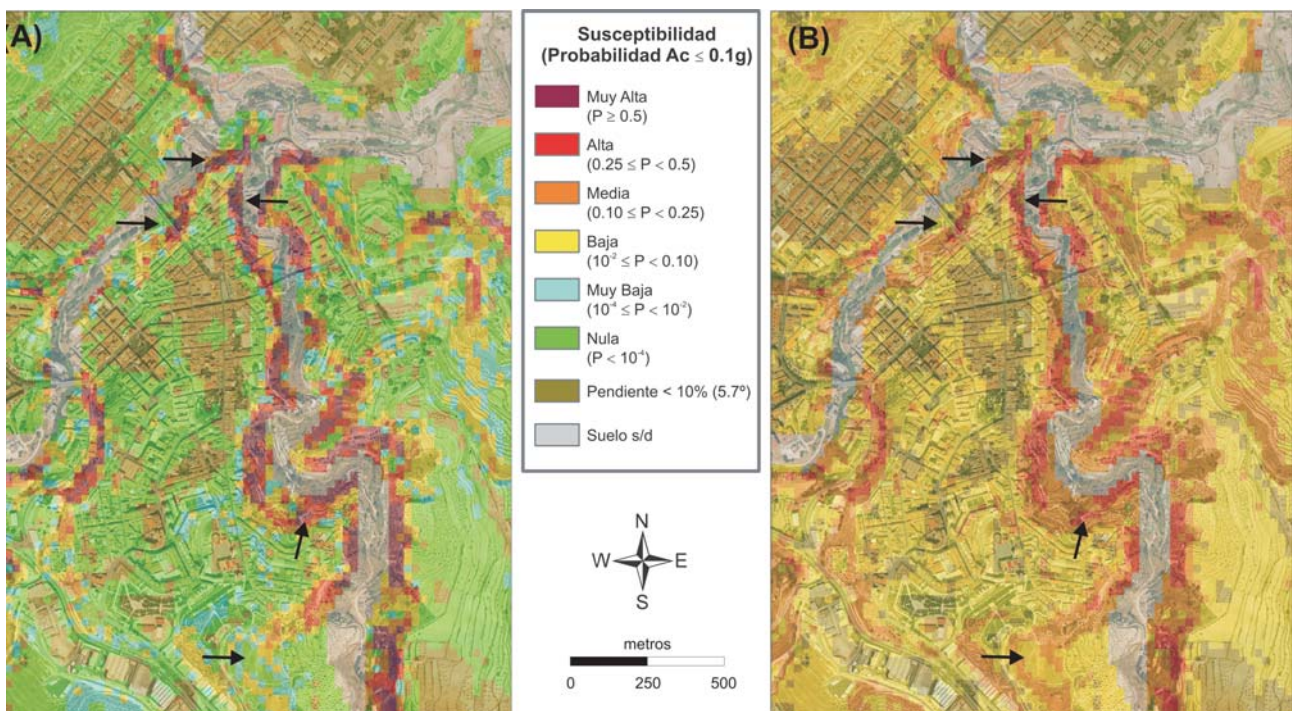 (A)
Susceptibilidad
(Probabilidad Ac ≤ 0.1g)
Muy Alta
(P ≥ 0.5)
Alta
(0.25 ≤ P < 0.5)
Media
(0.10 ≤ P < 0.25)
Baja
(10⁻² ≤ P < 0.10)
Muy Baja
(10⁻⁴ ≤ P < 10⁻²)
Nula
(P < 10⁻⁴)
Pendiente < 10% (5.7º)
Suelo s/d
N
W E
S
metros
0 250 500
(B)